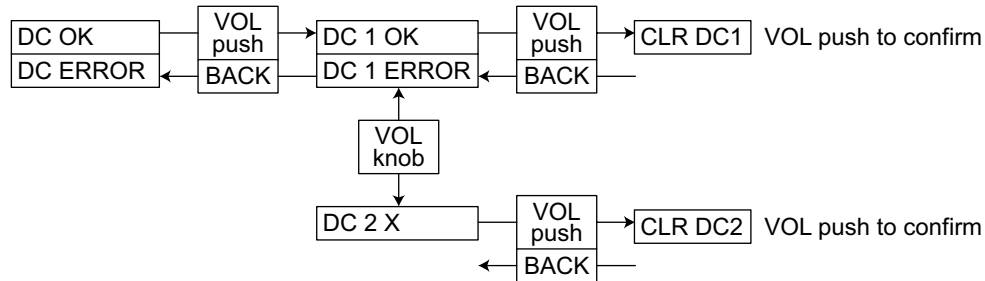 DC OK
DC ERROR
VOL
push
BACK
DC 1 OK
DC 1 ERROR
VOL
push
BACK
CLR DC1
VOL push to confirm
VOL
knob
DC 2 X
VOL
push
BACK
CLR DC2
VOL push to confirm